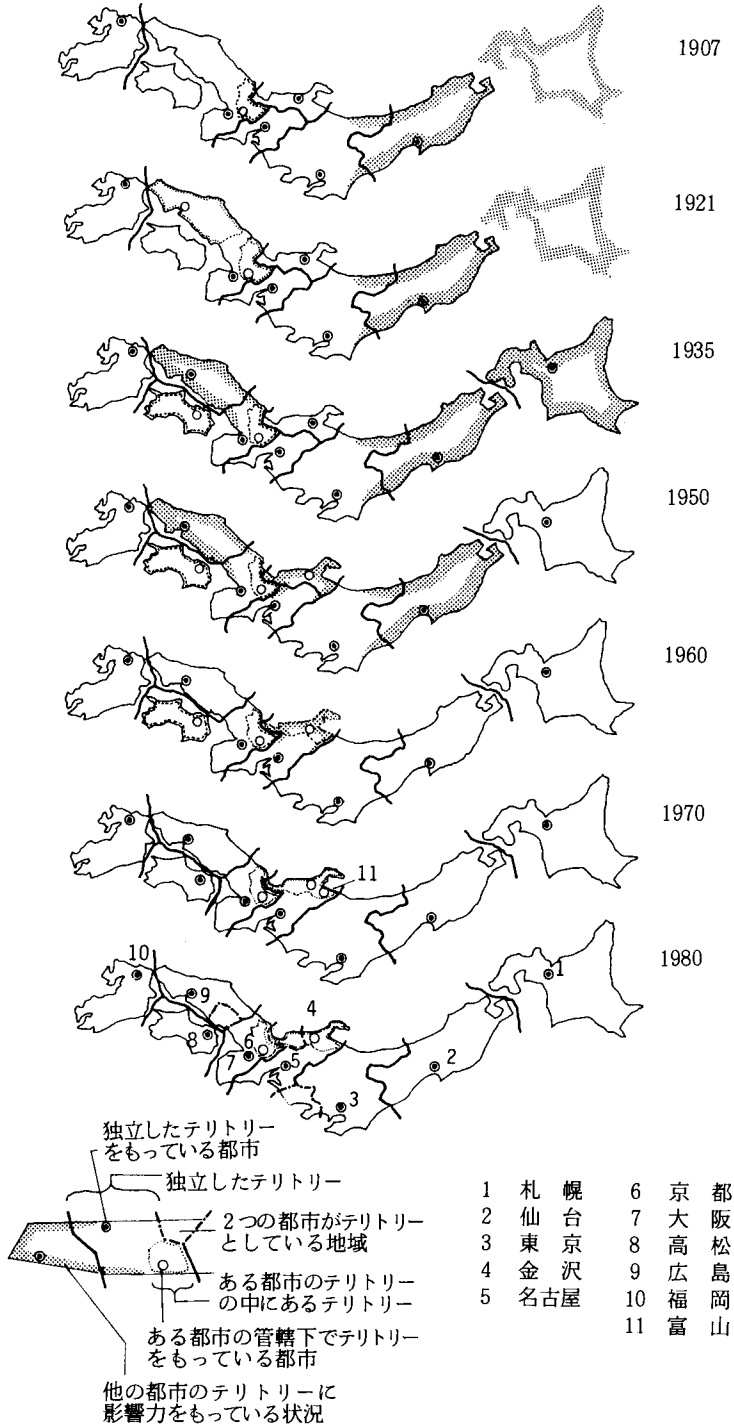 1907
1921
1935
1950
1960
1970
11
1980
10
9
8
7
6
5
4
3
2
1
独立したテリトリー
をもっている都市
独立したテリトリー
2つの都市がテリトリー
としている地域
ある都市のテリトリー
の中にあるテリトリー
ある都市の管轄下でテリトリー
をもっている都市
他の都市のテリトリーに
影響力をもっている状況
1 札幌 6 京都
2 仙台 7 大阪
3 東京 8 高松
4 金沢 9 広島
5 名古屋 10 福岡
11 富山